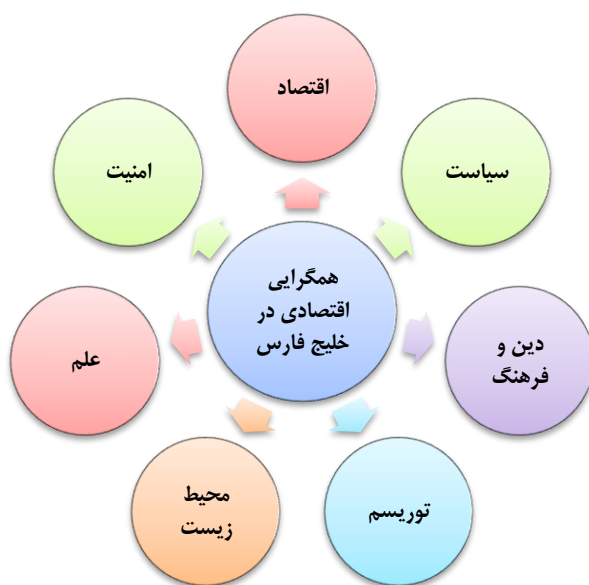 اقتصاد
سیاست
امنیت
همگرایی
اقتصادی در
خلیج فارس
دین و
فرهنگ
علم
توریسم
محیط
زیست